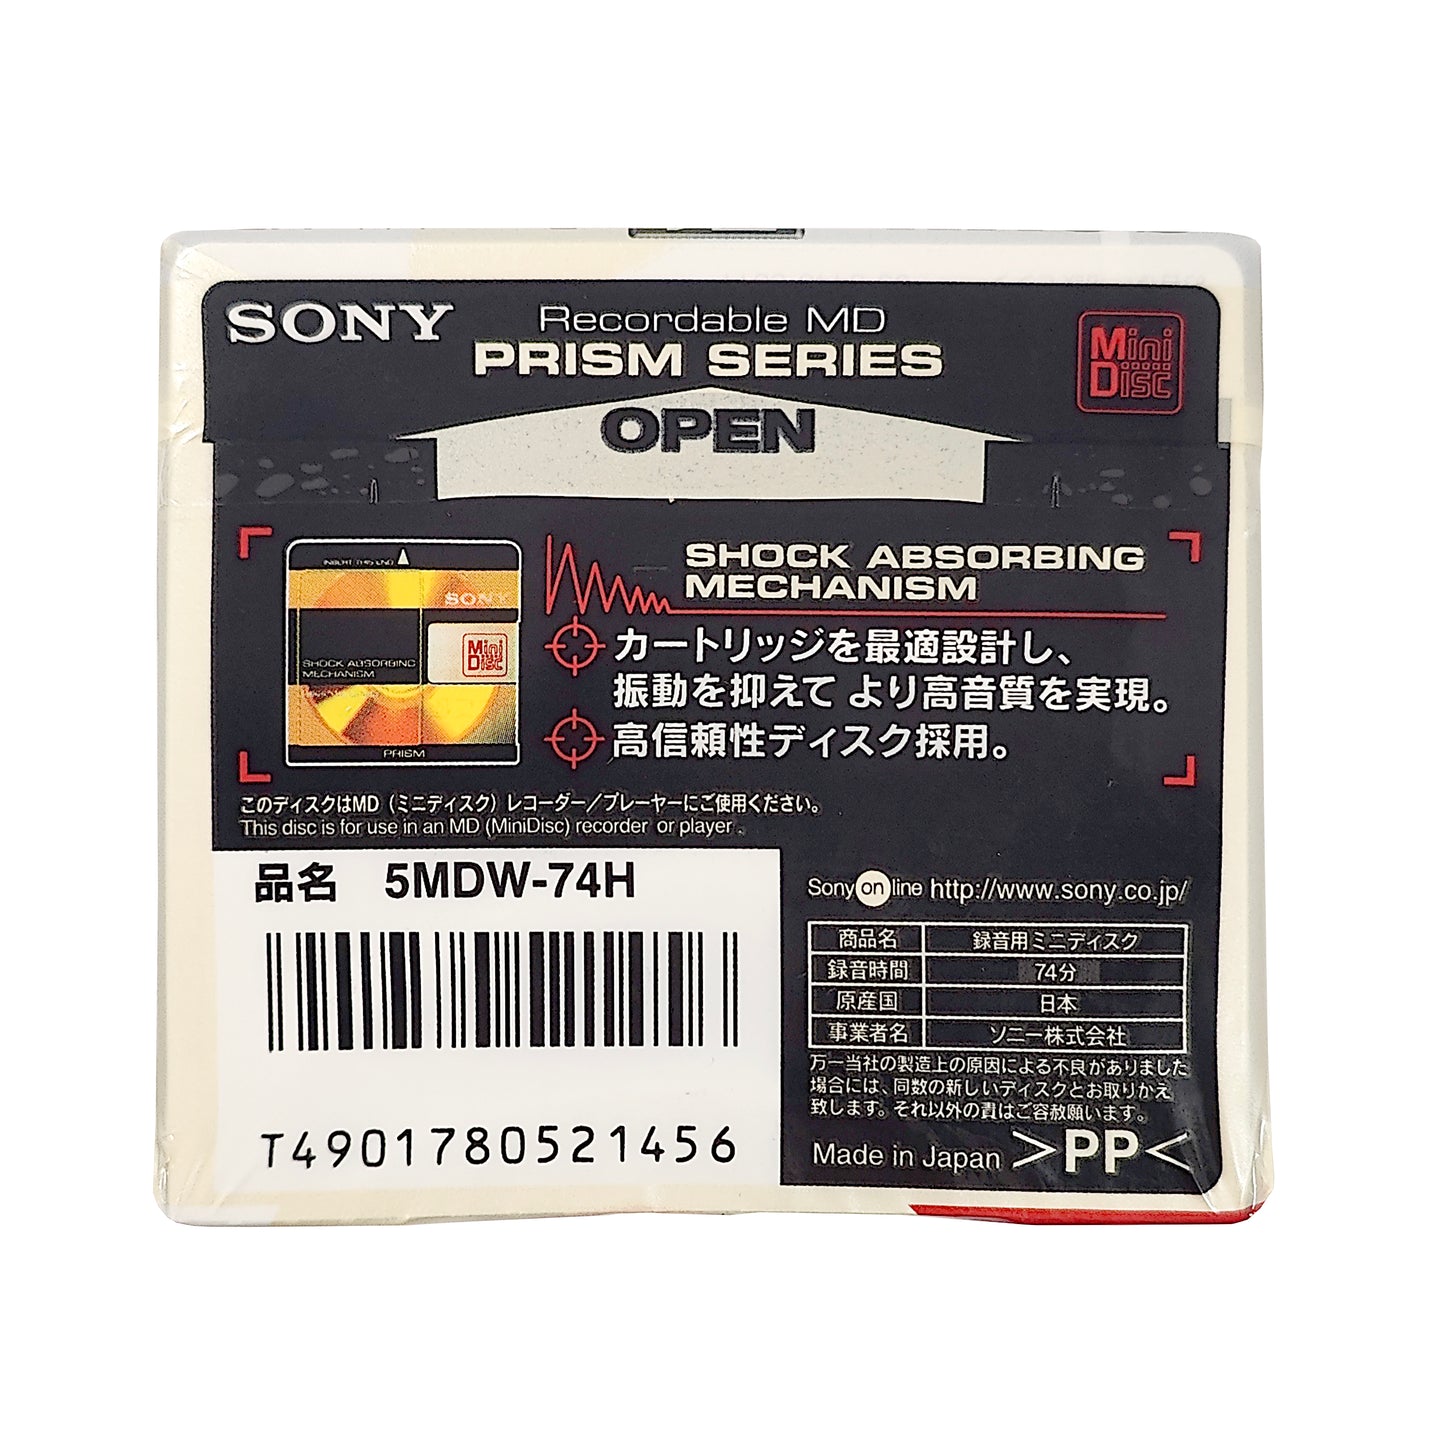 SONY
Recordable MD
PRISM SERIES
Mini
Disc
OPEN
INSERT THIS END
SONY
Mini
Disc
SHOCK ABSORBING
MECHANISM
PRISM
SHOCK ABSORBING
MECHANISM
カートリッジを最適設計し、
振動を抑えて より高音質を実現。
高信頼性ディスク採用。
このディスクはMD（ミニディスク）レコーダー／プレーヤーにご使用ください。
This disc is for use in an MD (MiniDisc) recorder or player .
品名 5MDW-74H
T4901780521456
Sony on line http://www.sony.co.jp/
商品名 録音用ミニディスク
録音時間 74分
原産国 日本
事業者名 ソニー株式会社
万一当社の製造上の原因による不良がありました
場合には、同数の新しいディスクとお取りかえ
致します。それ以外の責はご容赦願います。
Made in Japan >PP<